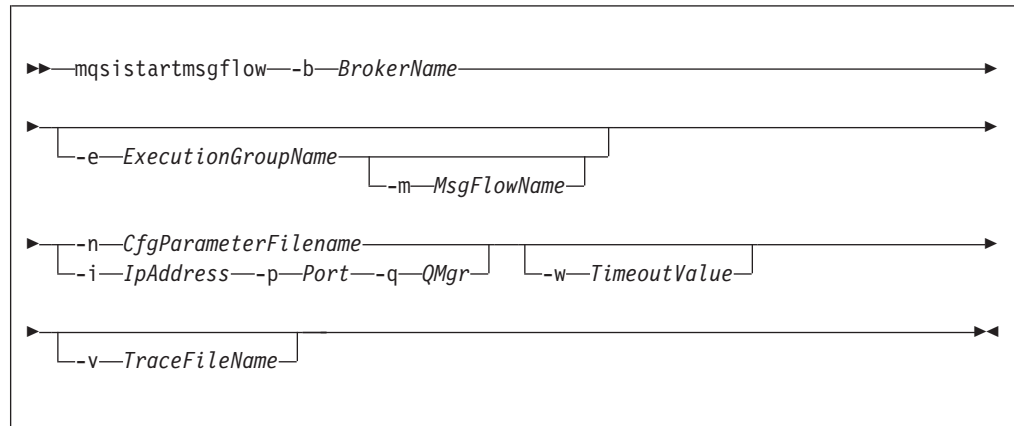 mqsistartmsgflow -b BrokerName
-e ExecutionGroupName
-m MsgFlowName
-n CfgParameterFilename
-i IpAddress -p Port -q QMgr
-w TimeoutValue
-v TraceFileName